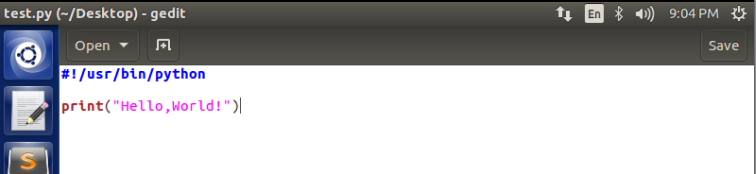 test.py (~/Desktop) - gedit
En
9:04 PM
Open
Save
#!/usr/bin/python
print("Hello,World!")
S